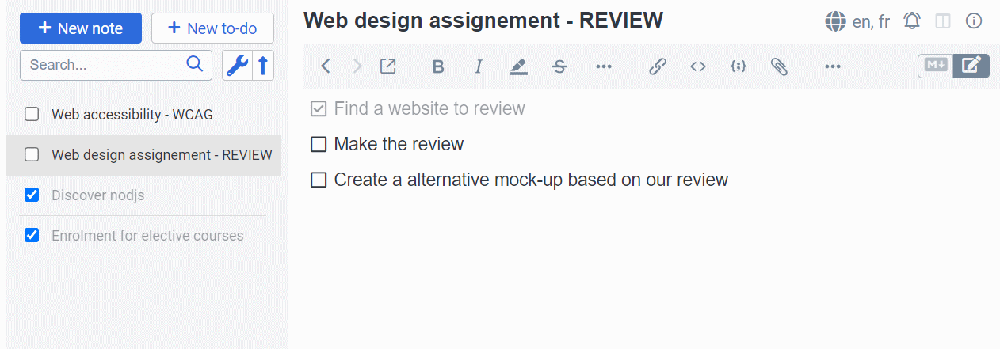 New note
New to-do
Search...
Web accessibility - WCAG
Web design assignement - REVIEW
Discover nodjs
Enrolment for elective courses
Web design assignement - REVIEW
en, fr
B I S
M
Find a website to review
Make the review
Create a alternative mock-up based on our review